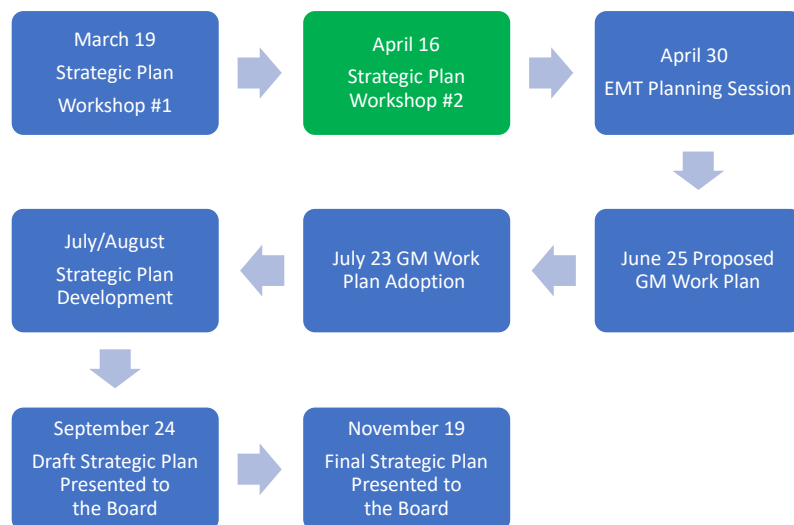 March 19
Strategic Plan
Workshop #1
April 16
Strategic Plan
Workshop #2
April 30
EMT Planning Session
June 25 Proposed
GM Work Plan
July 23 GM Work
Plan Adoption
July/August
Strategic Plan
Development
September 24
Draft Strategic Plan
Presented to
the Board
November 19
Final Strategic Plan
Presented to
the Board